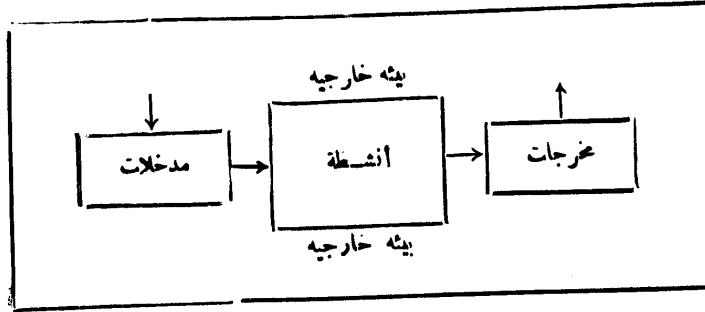 بيئه خارجيه
مدخلات
أنشطة
مخرجات
بيئه خارجيه